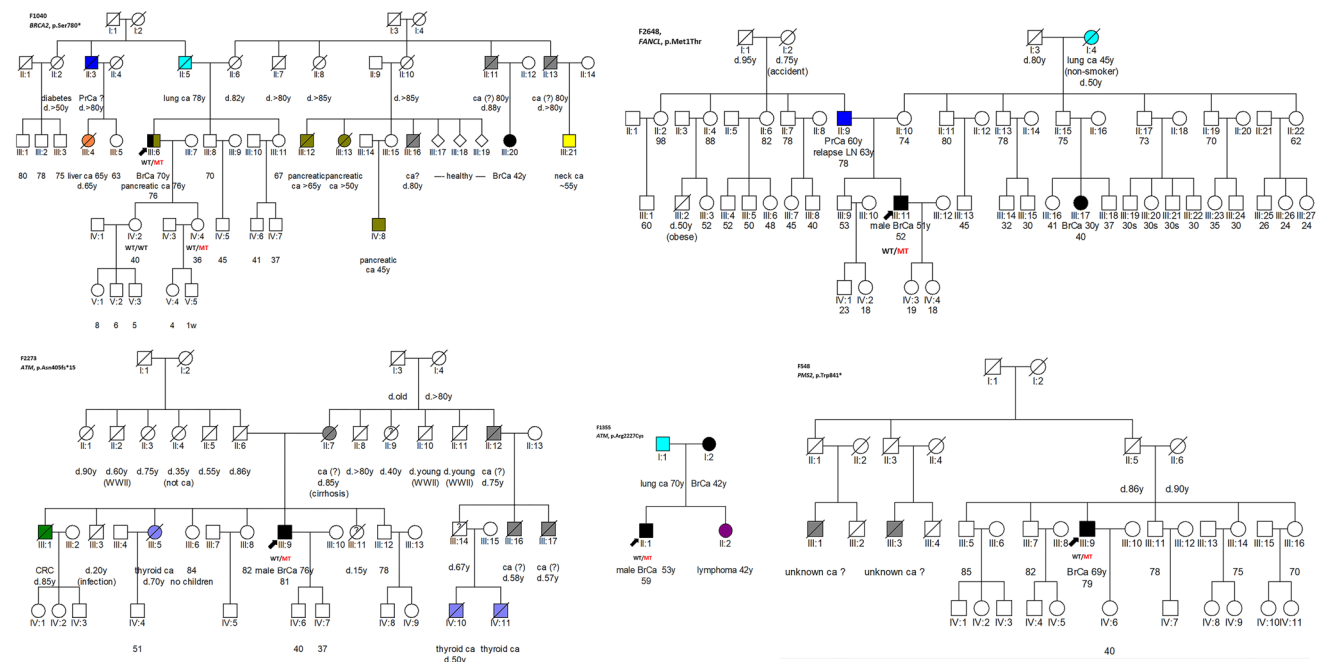 F1040
BRCA2, p.Ser780*
I:1 I:2 I:3 I:4
II:1 II:2 II:3 II:4 II:5 II:6 II:7 II:8 II:9 II:10 II:11 II:12 II:13 II:14
diabetes PrCa ? lung ca 78y d.82y d.>80y d.>85y d.>85y ca (?) 80y ca (?) 80y
d.>50y d.>80y d.88y d.>80y
III:1 III:2 III:3 III:4 III:5 III:6 III:7 III:8 III:9 III:10 III:11 III:12 III:13 III:14 III:15 III:16 III:17 III:18 III:19 III:20 III:21
WT/MT
80 78 75 liver ca 65y 63 BrCa 70y 70 67 pancreatic pancreatic ca? ---- healthy ---- BrCa 42y neck ca
d.65y pancreatic ca 76y ca >65y ca >50y d.80y ~55y
76
IV:1 IV:2 IV:3 IV:4 IV:5 IV:6 IV:7 IV:8
WT/WT WT/MT
40 36 45 41 37 pancreatic
ca 45y
V:1 V:2 V:3 V:4 V:5
8 6 5 4 1w
F2648,
FANCL, p.Met1Thr
I:1 I:2 I:3 I:4
d.95y d.75y d.80y lung ca 45y
(accident) (non-smoker)
d.50y
II:1 II:2 II:3 II:4 II:5 II:6 II:7 II:8 II:9 II:10 II:11 II:12 II:13 II:14 II:15 II:16 II:17 II:18 II:19 II:20 II:21 II:22
98 88 82 78 PrCa 60y 74 80 78 75 73 70 62
relapse LN 63y
78
III:1 III:2 III:3 III:4 III:5 III:6 III:7 III:8 III:9 III:10 III:11 III:12 III:13 III:14 III:15 III:16 III:17 III:18 III:19 III:20 III:21 III:22 III:23 III:24 III:25 III:26 III:27
60 d.50y 52 52 50 48 45 40 53 male BrCa 51y 45 32 30 41 BrCa 30y 37 30s 30s 30s 30 35 30 26 24 24
(obese) 52 40
WT/MT
IV:1 IV:2 IV:3 IV:4
23 18 19 18
F2273
ATM, p.Asn405fs*15
I:1 I:2 I:3 I:4
d.old d.>80y
II:1 II:2 II:3 II:4 II:5 II:6 II:7 II:8 II:9 II:10 II:11 II:12 II:13
?
d.90y d.60y d.75y d.35y d.55y d.86y ca (?) d.>80y d.40y d.young d.young ca (?)
(WWII) (not ca) d.85y (WWII) (WWII) d.75y
(cirrhosis)
III:1 III:2 III:3 III:4 III:5 III:6 III:7 III:8 III:9 III:10 III:11 III:12 III:13 III:14 III:15 III:16 III:17
? ?
WT/MT
CRC d.20y thyroid ca 84 82 male BrCa 76y d.15y 78 d.67y ca (?) ca (?)
d.85y (infection) d.70y no children 81 d.58y d.57y
IV:1 IV:2 IV:3 IV:4 IV:5 IV:6 IV:7 IV:8 IV:9 IV:10 IV:11
51 40 37 thyroid ca thyroid ca
d.50y
F1355
ATM, p.Arg2227Cys
I:1 I:2
lung ca 70y BrCa 42y
II:1 II:2
WT/MT
male BrCa 53y lymphoma 42y
59
F548
PMS2, p.Trp841*
I:1 I:2
II:1 II:2 II:3 II:4 II:5 II:6
d.86y d.90y
III:1 III:2 III:3 III:4 III:5 III:6 III:7 III:8 III:9 III:10 III:11 III:12 III:13 III:14 III:15 III:16
WT/MT
unknown ca ? unknown ca ? 85 82 BrCa 69y 78 75 70
79
IV:1 IV:2 IV:3 IV:4 IV:5 IV:6 IV:7 IV:8 IV:9 IV:10 IV:11
40